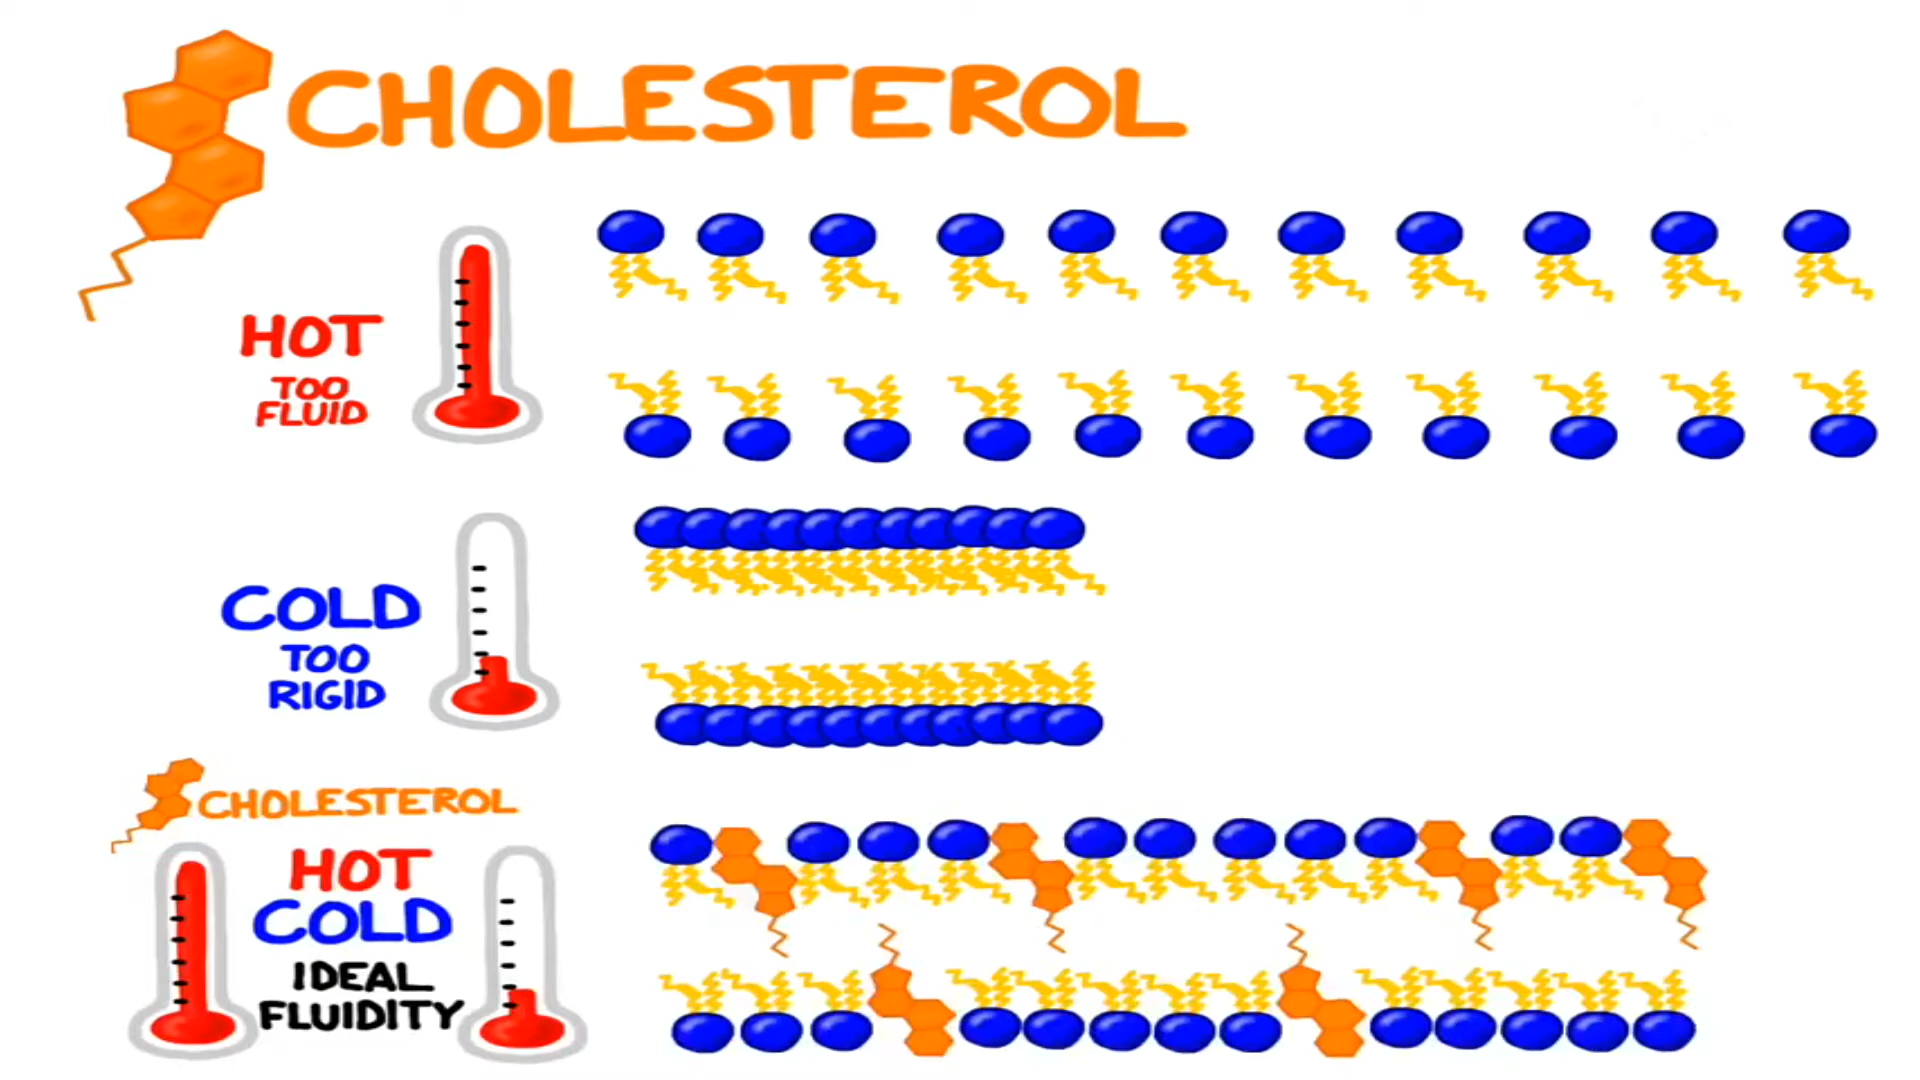 CHOLESTEROL
HOT
TOO
FLUID
COLD
TOO
RIGID
CHOLESTEROL
HOT
COLD
IDEAL
FLUIDITY